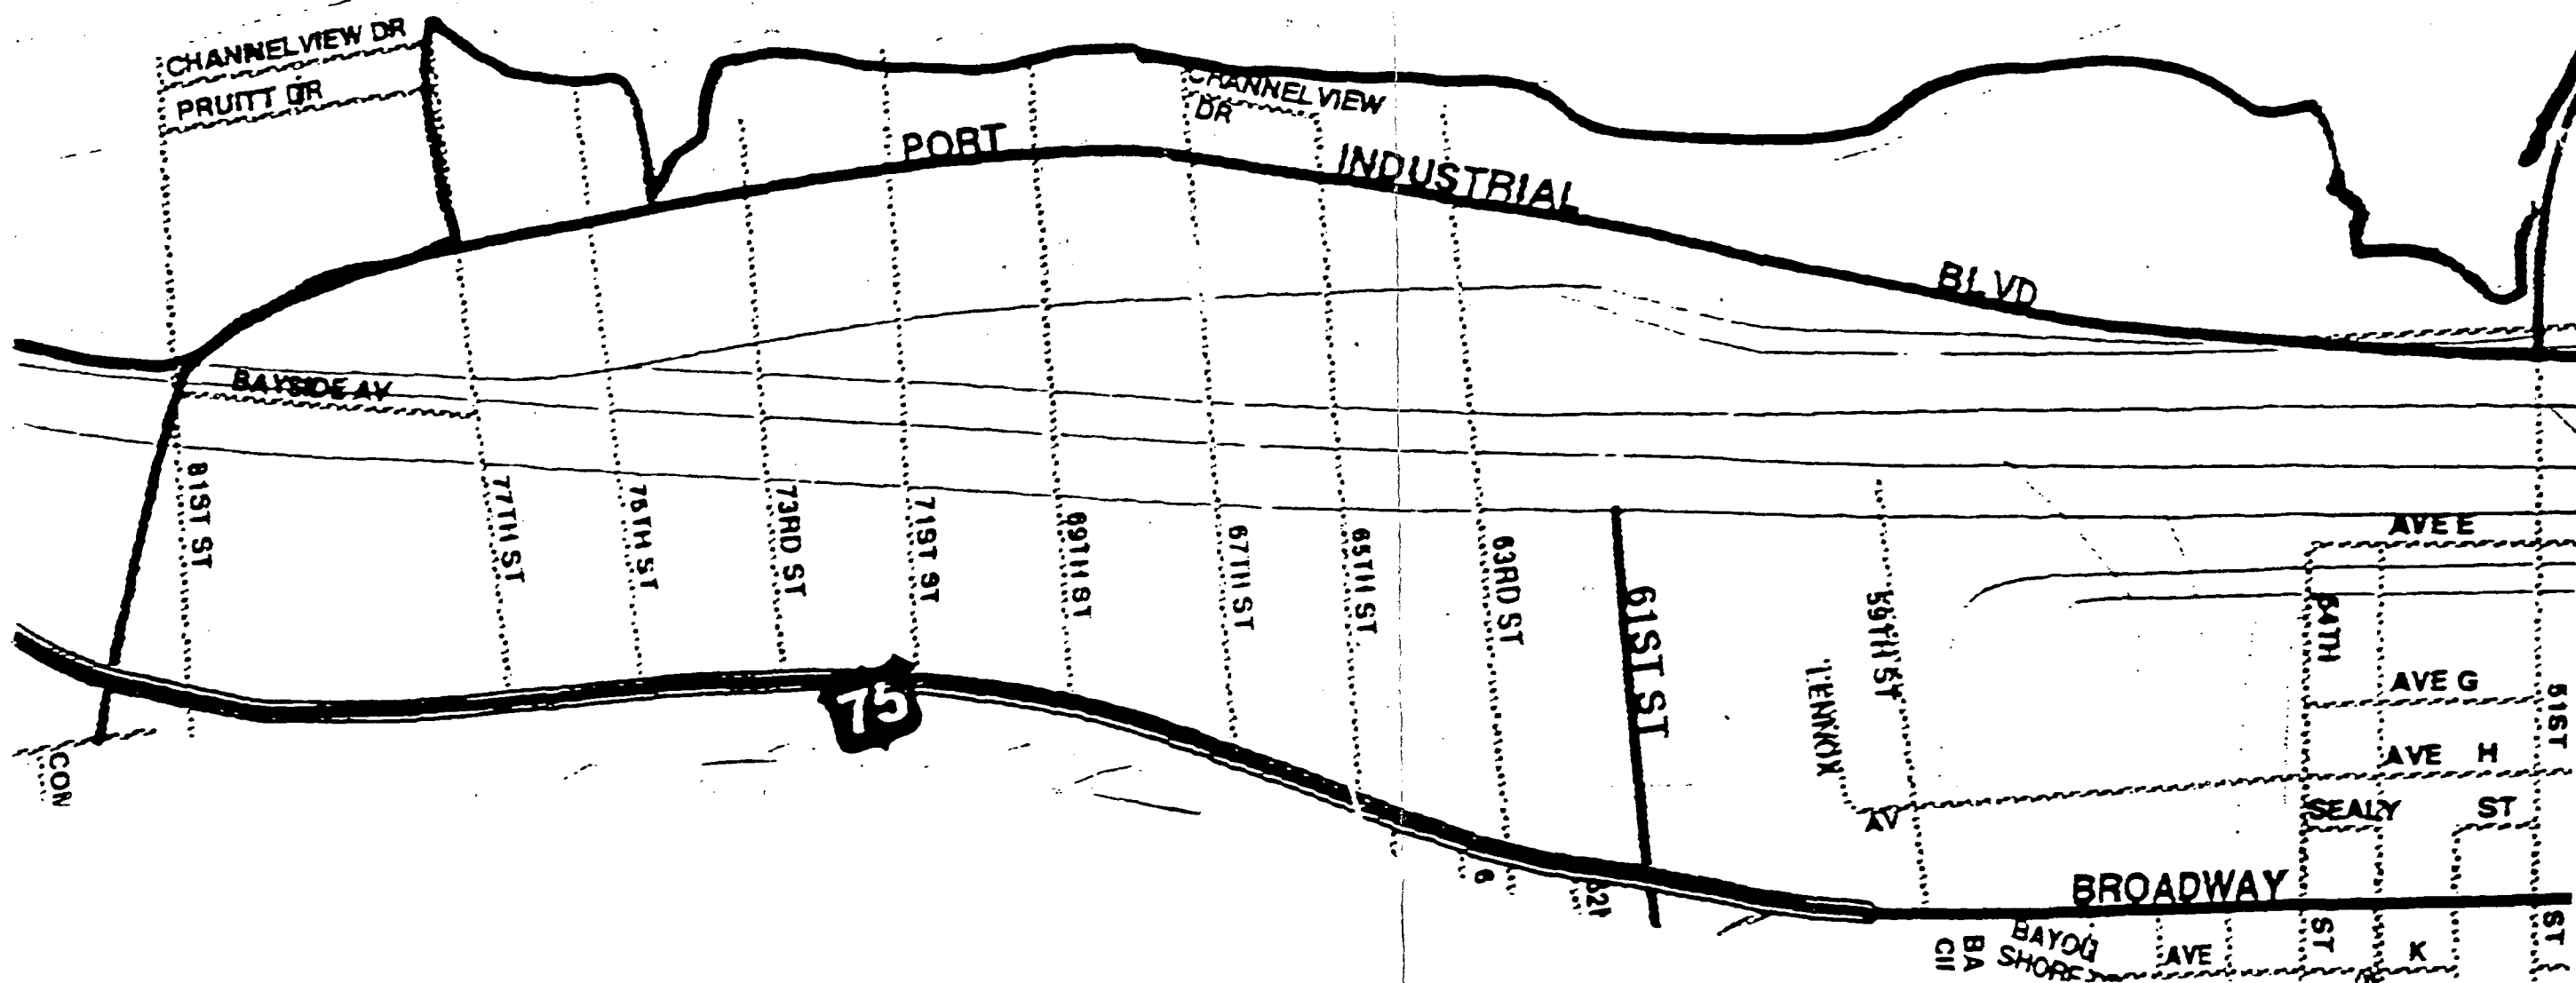 CHANNELVIEW DR
PRUITT DR
CHANNELVIEW
DR
PORT
INDUSTRIAL
BLVD
BAYSIDE AV
81ST ST
77TH ST
75TH ST
73RD ST
71ST ST
69TH ST
67TH ST
65TH ST
63RD ST
61ST ST
59TH ST
AVE E
54TH
AVE G
51ST
AVE H
SEALY ST
AV
75
CON
6
BROADWAY
BAYOU
SHORE
AVE
ST
K
ST
BA